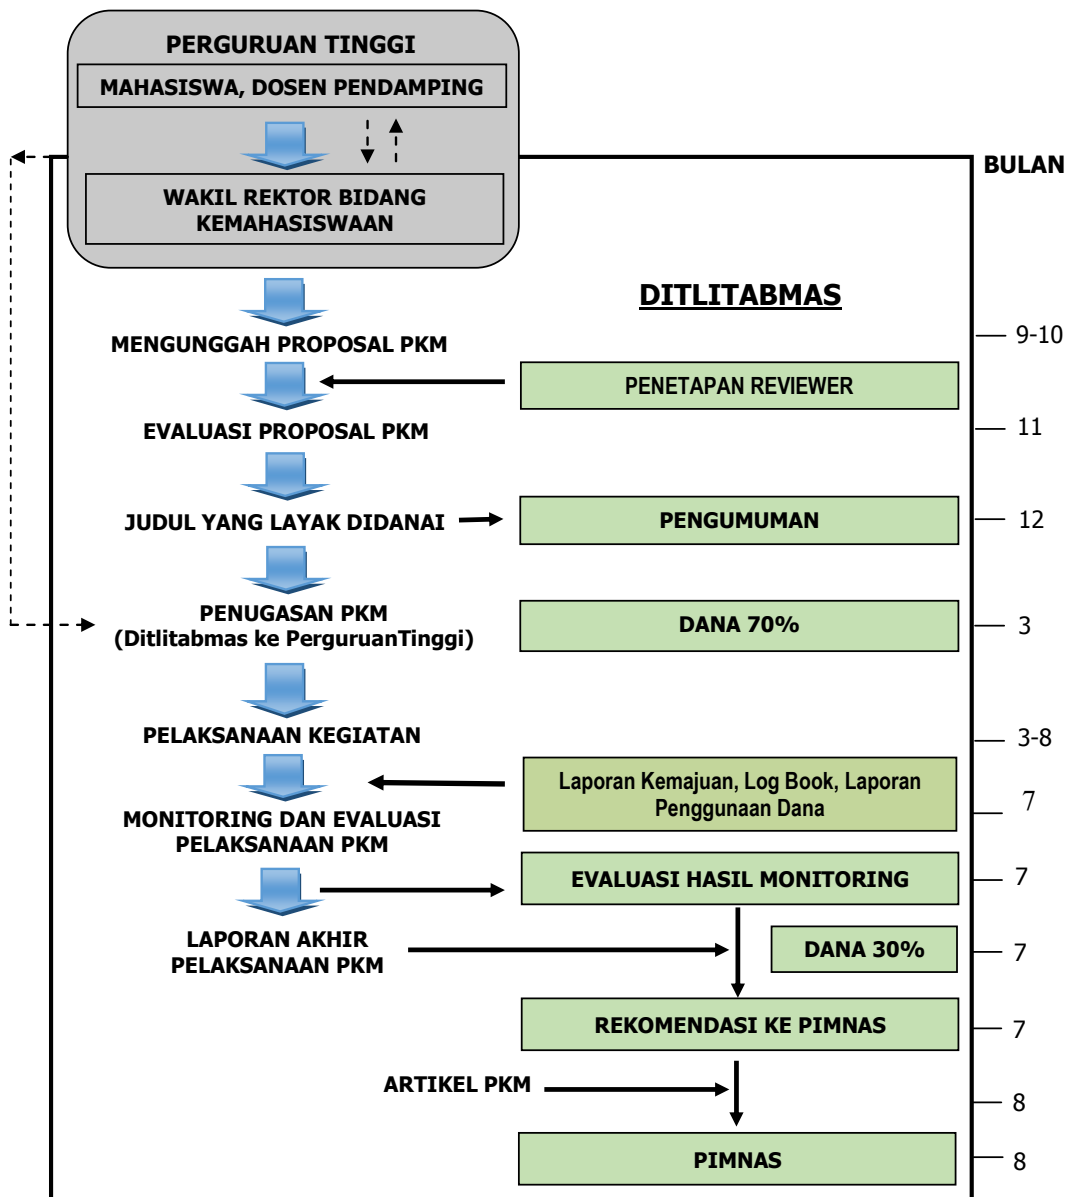 PERGURUAN TINGGI
MAHASISWA, DOSEN PENDAMPING
WAKIL REKTOR BIDANG
KEMAHASISWAAN
BULAN
DITLITABMAS
MENGUNGGAH PROPOSAL PKM
9-10
PENETAPAN REVIEWER
EVALUASI PROPOSAL PKM
11
JUDUL YANG LAYAK DIDANAI
PENGUMUMAN
12
PENUGASAN PKM
(Ditlitabmas ke PerguruanTinggi)
DANA 70%
3
PELAKSANAAN KEGIATAN
3-8
Laporan Kemajuan, Log Book, Laporan
Penggunaan Dana
7
MONITORING DAN EVALUASI
PELAKSANAAN PKM
EVALUASI HASIL MONITORING
7
LAPORAN AKHIR
PELAKSANAAN PKM
DANA 30%
7
REKOMENDASI KE PIMNAS
7
ARTIKEL PKM
8
PIMNAS
8